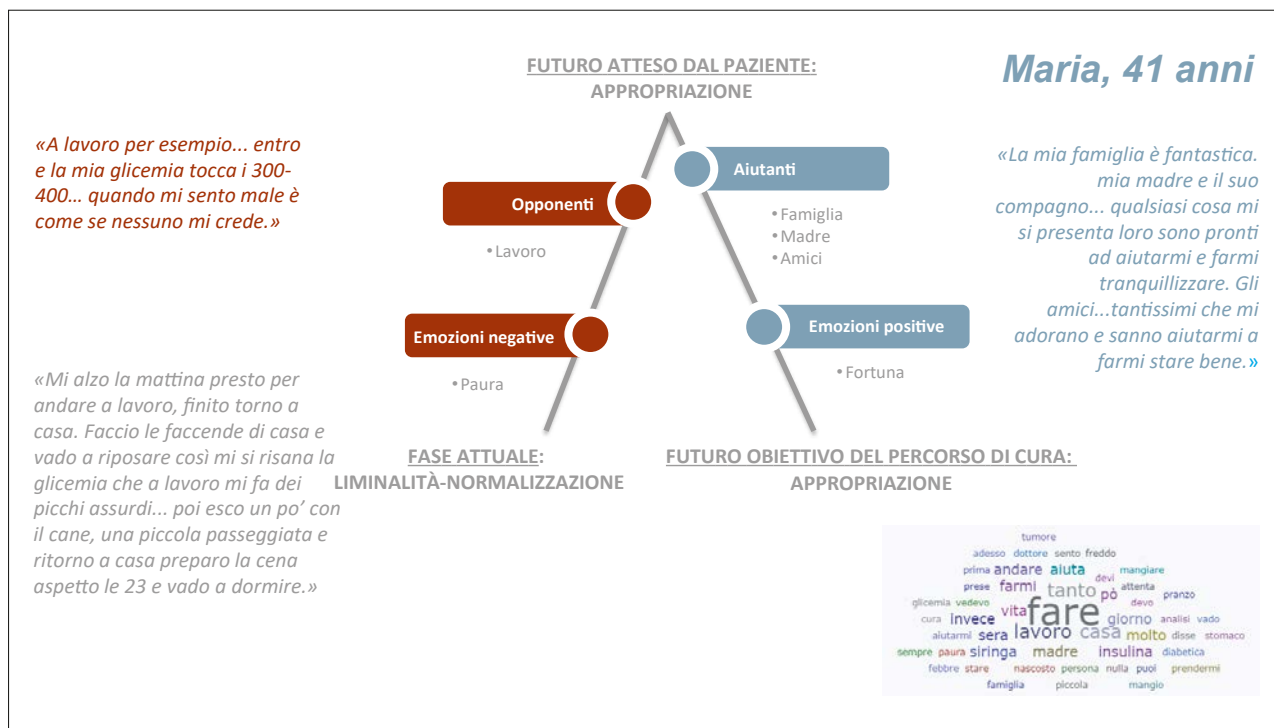 Maria, 41 anni
FUTURO ATTESO DAL PAZIENTE:
APPROPRIAZIONE
«A lavoro per esempio... entro
e la mia glicemia tocca i 300-
400... quando mi sento male è
come se nessuno mi crede.»
Opponenti
•Lavoro
Emozioni negative
•Paura
Aiutanti
•Famiglia
•Madre
•Amici
Emozioni positive
•Fortuna
«La mia famiglia è fantastica.
mia madre e il suo
compagno... qualsiasi cosa mi
si presenta loro sono pronti
ad aiutarmi e farmi
tranquillizzare. Gli
amici...tantissimi che mi
adorano e sanno aiutarmi a
farmi stare bene.»
«Mi alzo la mattina presto per
andare a lavoro, finito torno a
casa. Faccio le faccende di casa e
vado a riposare così mi si risana la
glicemia che a lavoro mi fa dei
picchi assurdi... poi esco un po’ con
il cane, una piccola passeggiata e
ritorno a casa preparo la cena
aspetto le 23 e vado a dormire.»
FASE ATTUALE:
LIMINALITÀ-NORMALIZZAZIONE
FUTURO OBIETTIVO DEL PERCORSO DI CURA:
APPROPRIAZIONE
tumore
adesso dottore sento freddo
prima andare aiuta devi mangiare
prese farmi tanto pò attenta
glicemia vedevo vita fare devo pranzo
cura invece giorno analisi vado
aiutarmi sera lavoro casa molto disse stomaco
sempre paura siringa madre insulina diabetica
febbre stare nascosto persona nulla puoi prendermi
famiglia piccola mangio